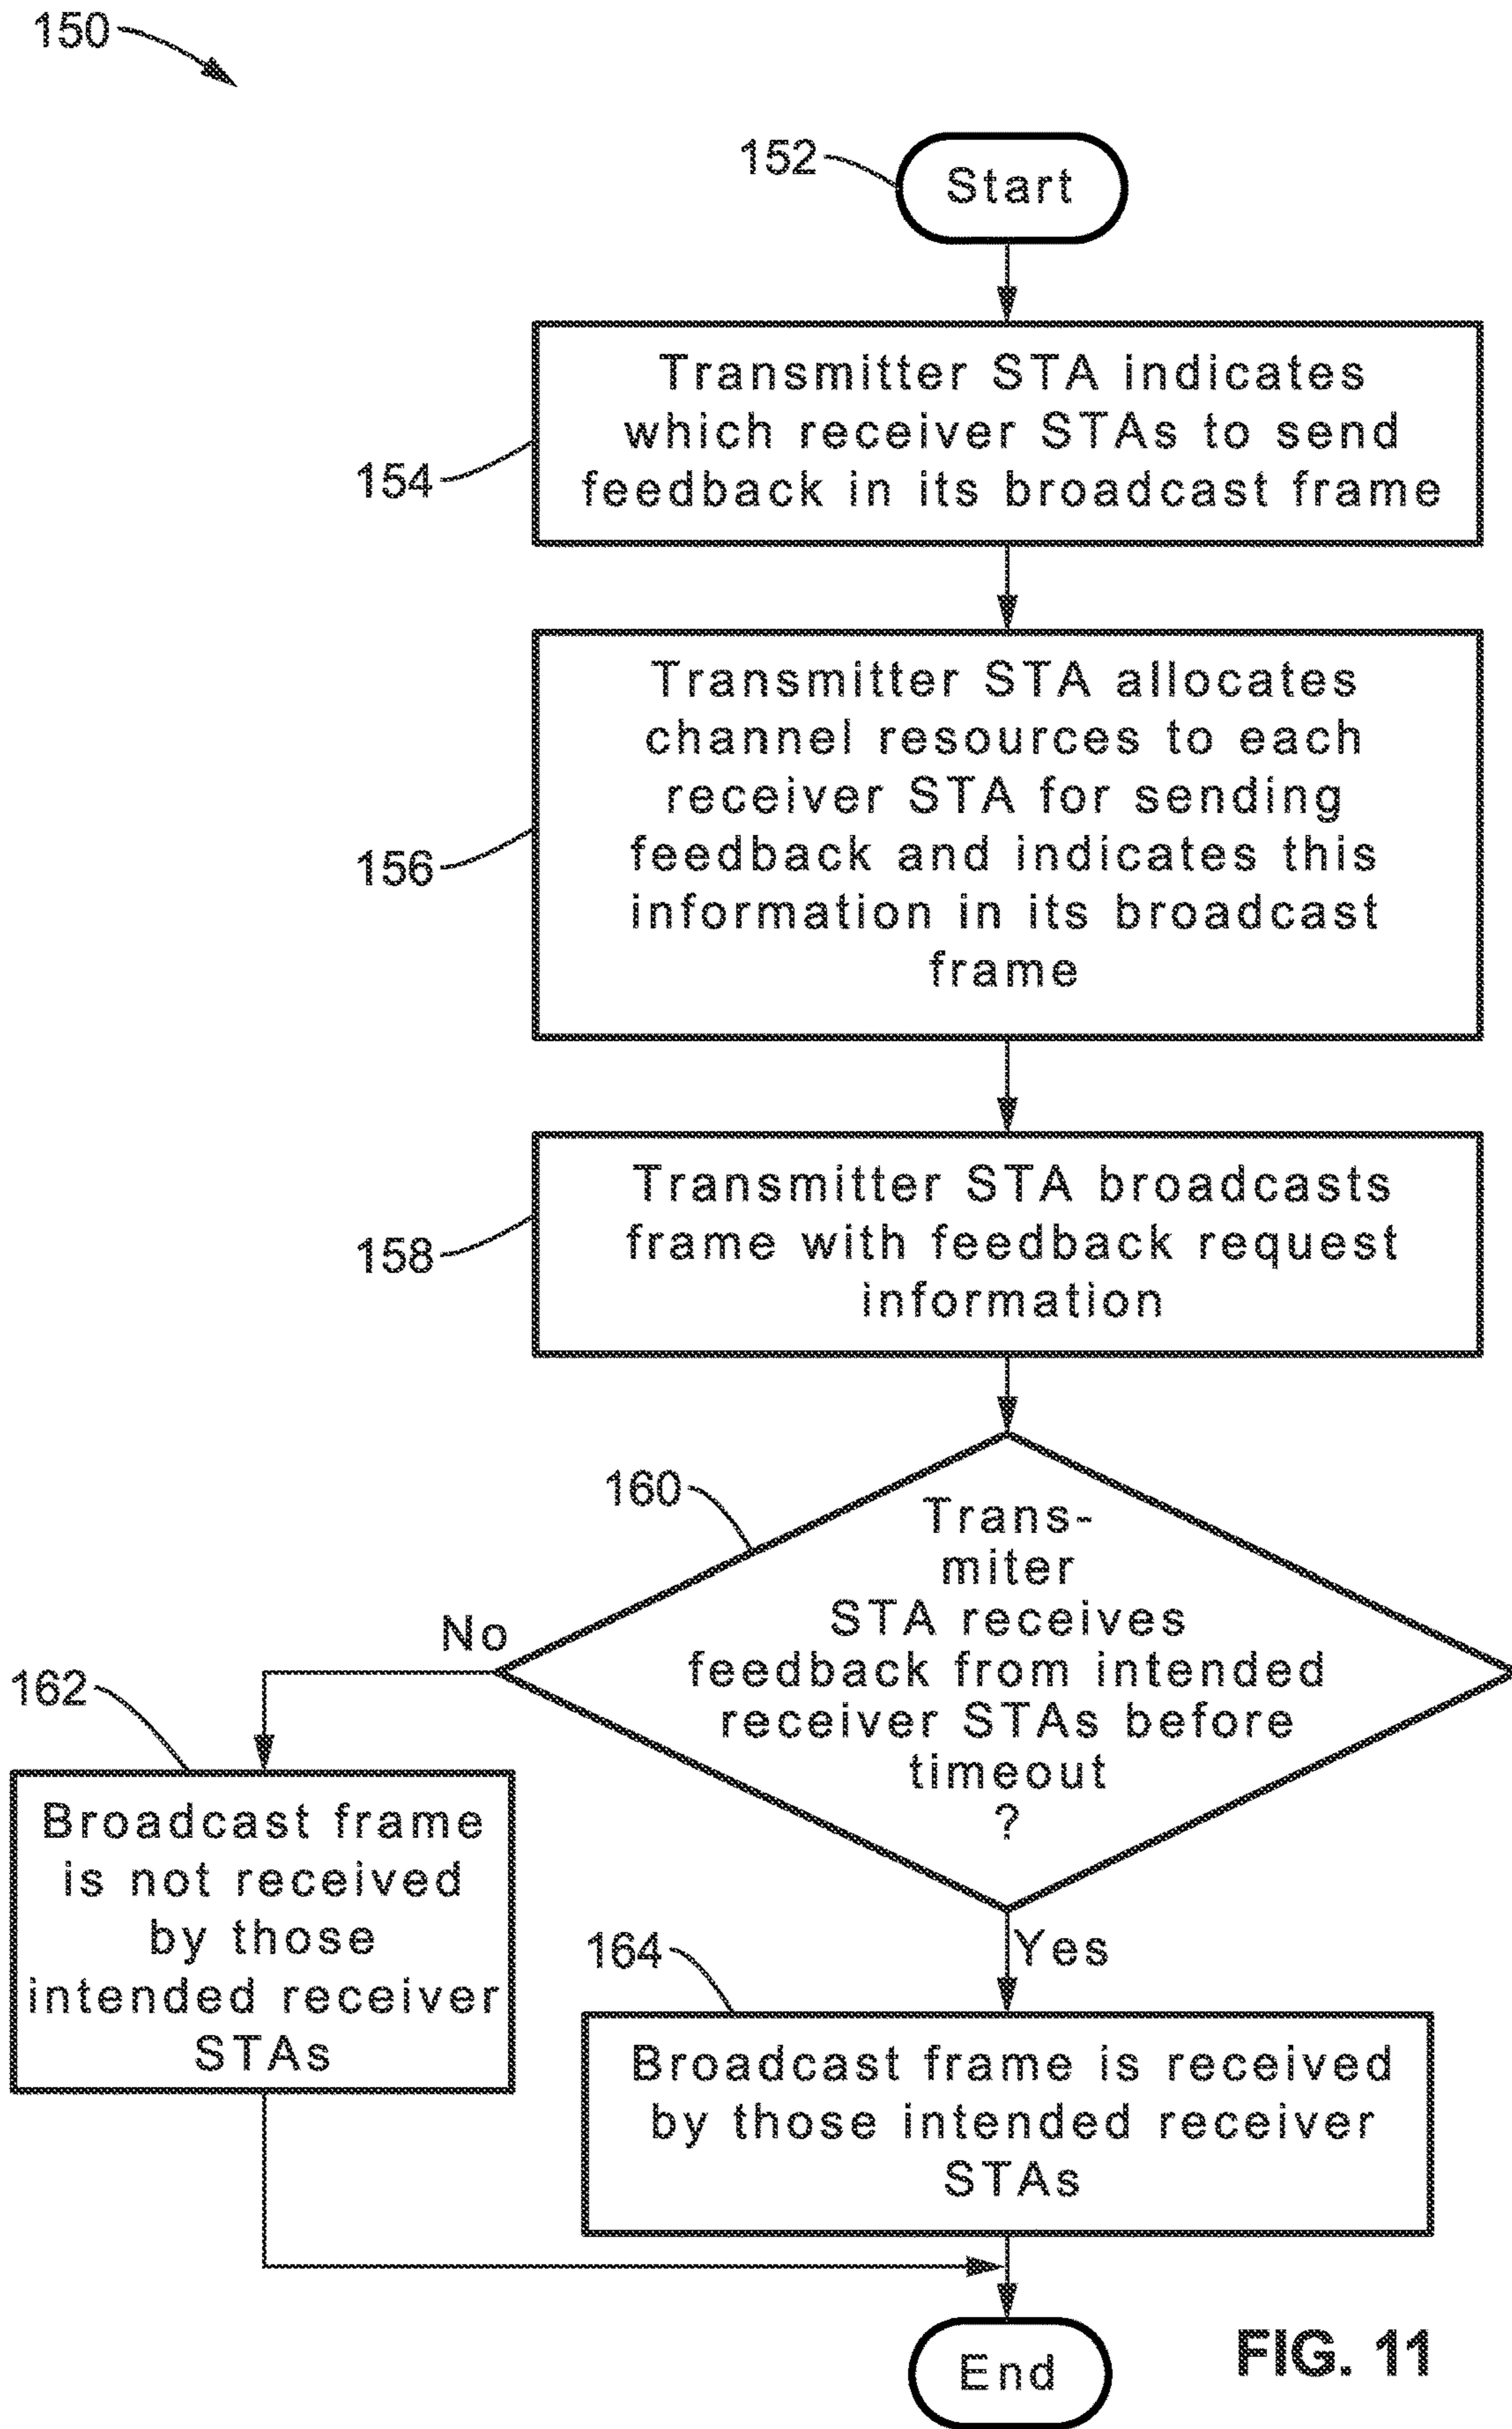 150
152
Start
Transmitter STA indicates
which receiver STAs to send
feedback in its broadcast frame
154
Transmitter STA allocates
channel resources to each
receiver STA for sending
feedback and indicates this
information in its broadcast
frame
156
Transmitter STA broadcasts
frame with feedback request
information
158
160
Trans-
miter
STA receives
feedback from intended
receiver STAs before
timeout
?
No
162
Broadcast frame
is not received
by those
intended receiver
STAs
Yes
164
Broadcast frame is received
by those intended receiver
STAs
End
FIG. 11